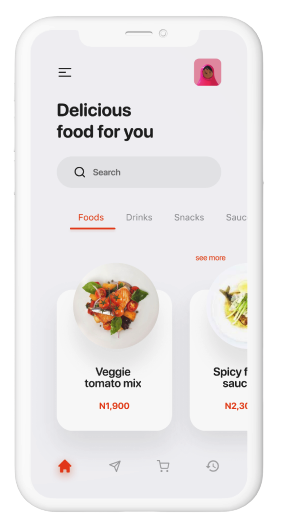 Delicious
food for you
Search
Foods Drinks Snacks Sauc
see more
Veggie
tomato mix
N1,900
Spicy f
sauc
N2,30